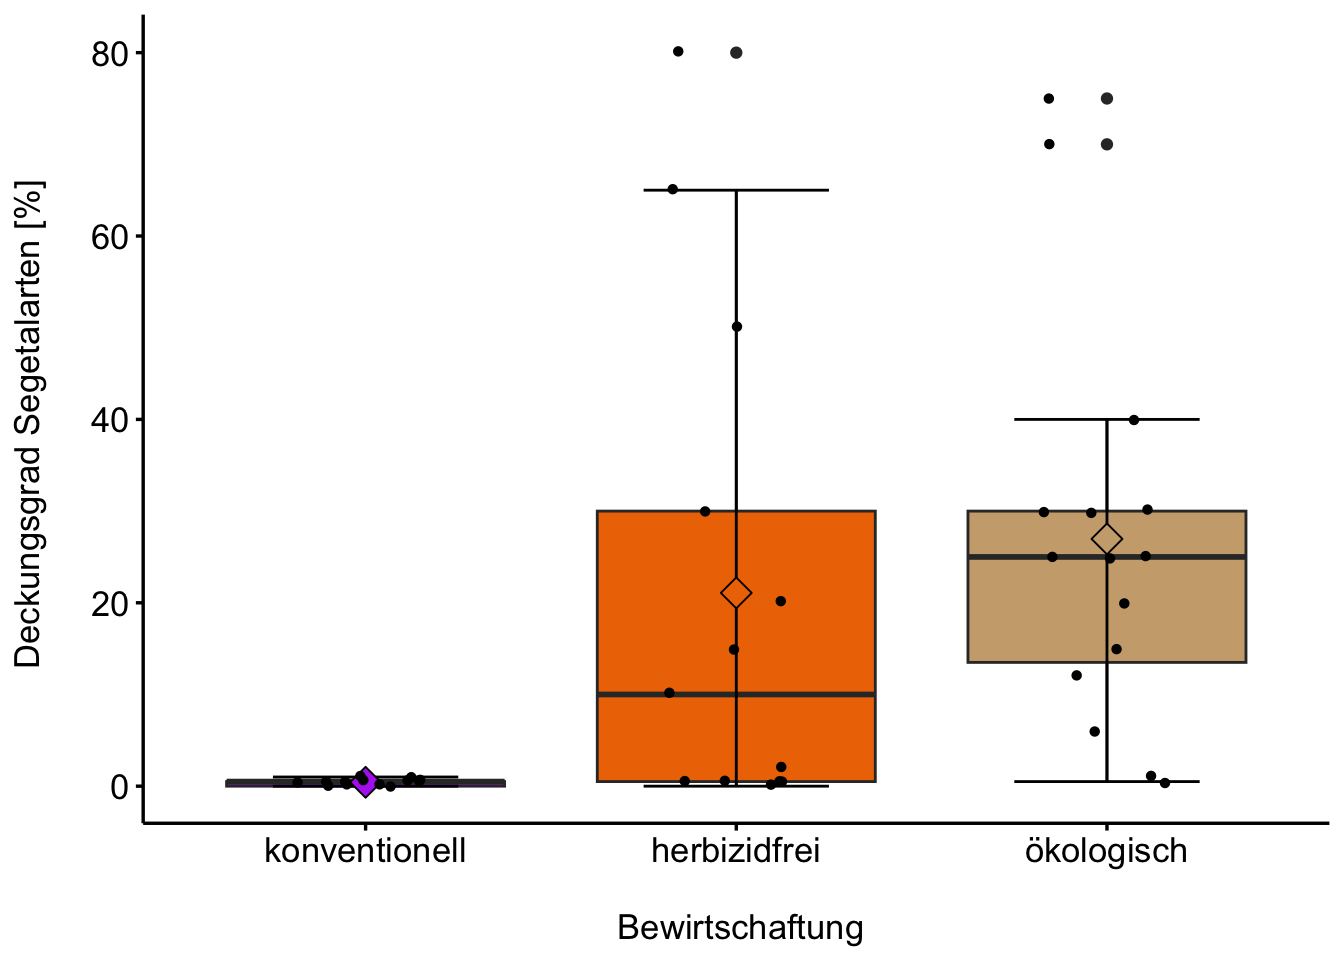 Deckungsgrad Segetalarten [%]
80
60
40
20
0
konventionell herbizidfrei ökologisch
Bewirtschaftung